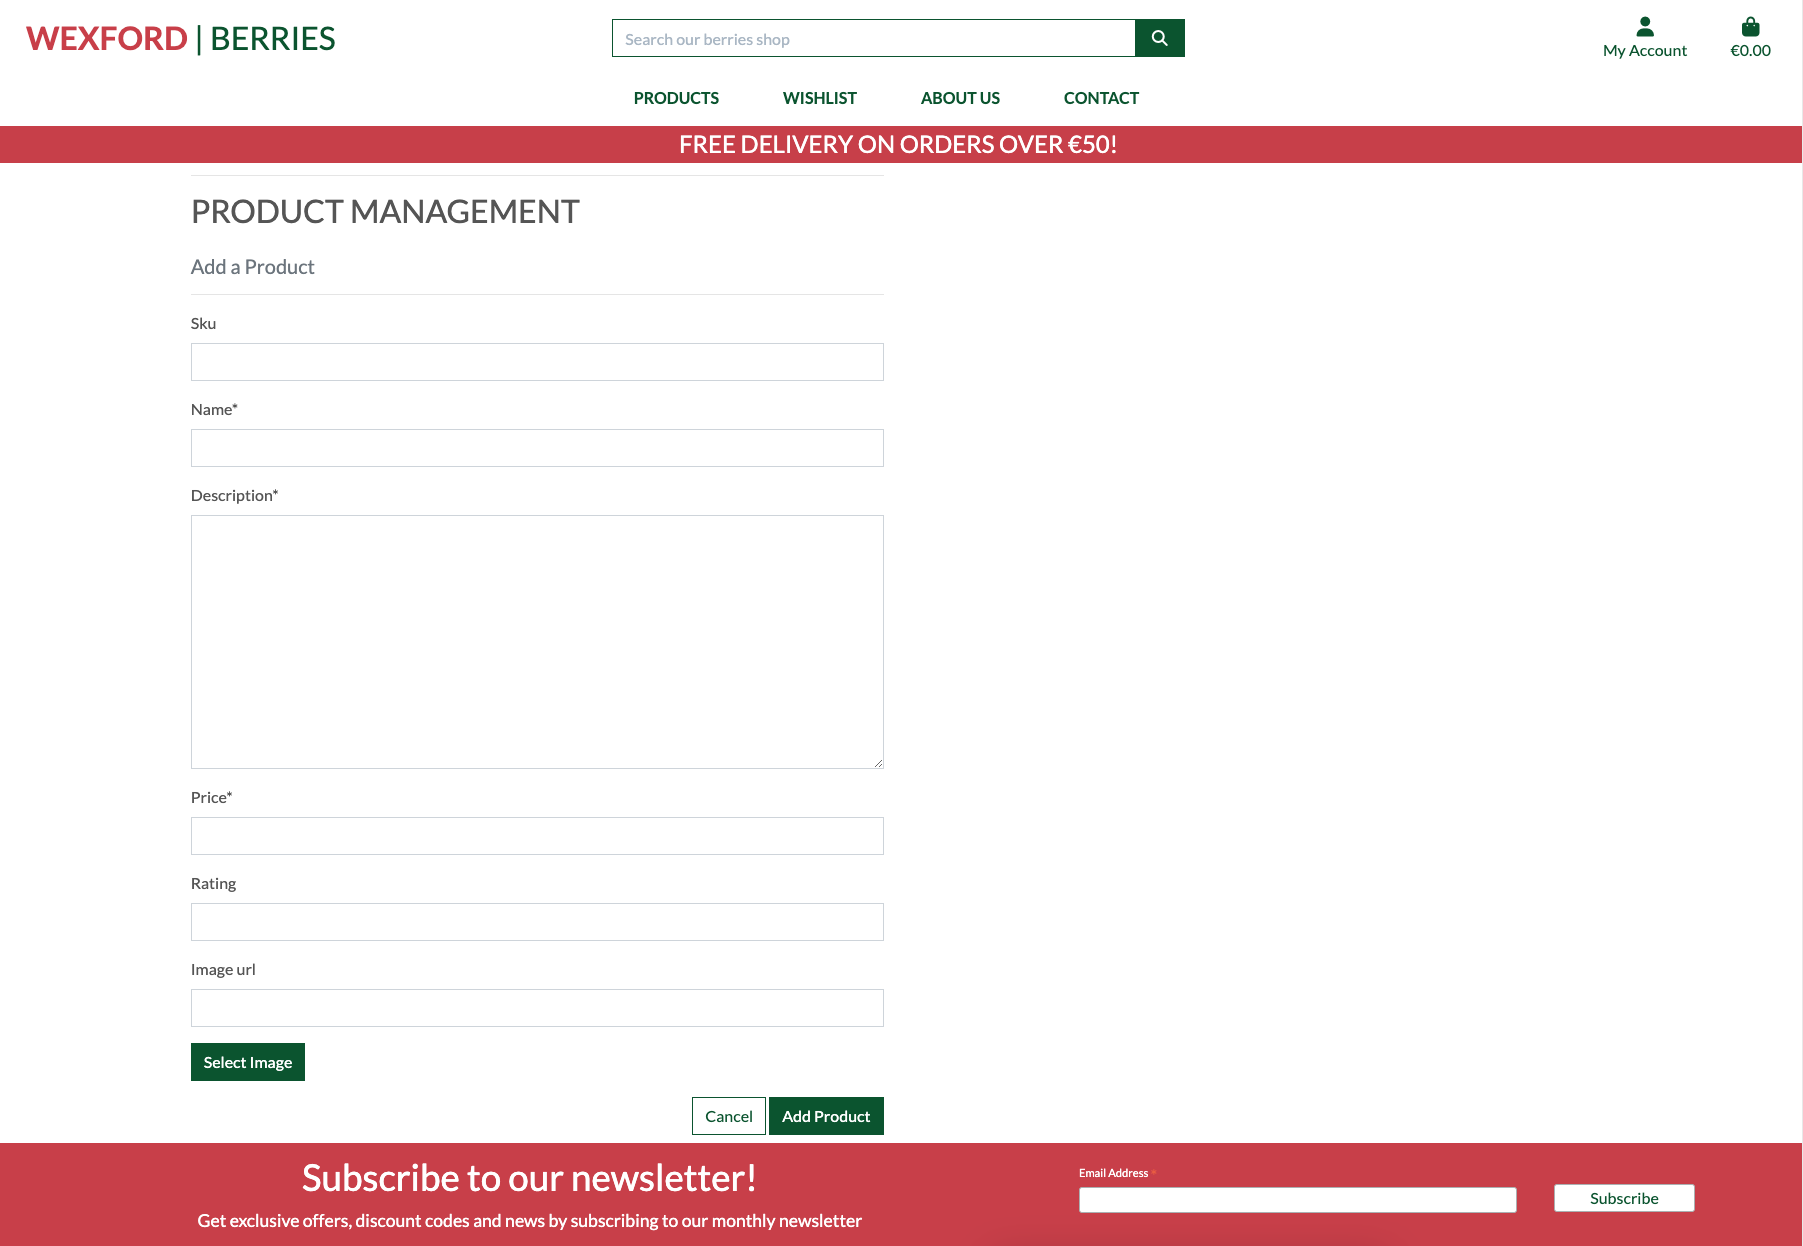 WEXFORD | BERRIES
Search our berries shop
My Account
€0.00
PRODUCTS
WISHLIST
ABOUT US
CONTACT
FREE DELIVERY ON ORDERS OVER €50!
PRODUCT MANAGEMENT
Add a Product
Sku
Name*
Description*
Price*
Rating
Image url
Select Image
Cancel
Add Product
Subscribe to our newsletter!
Get exclusive offers, discount codes and news by subscribing to our monthly newsletter
Email Address *
Subscribe